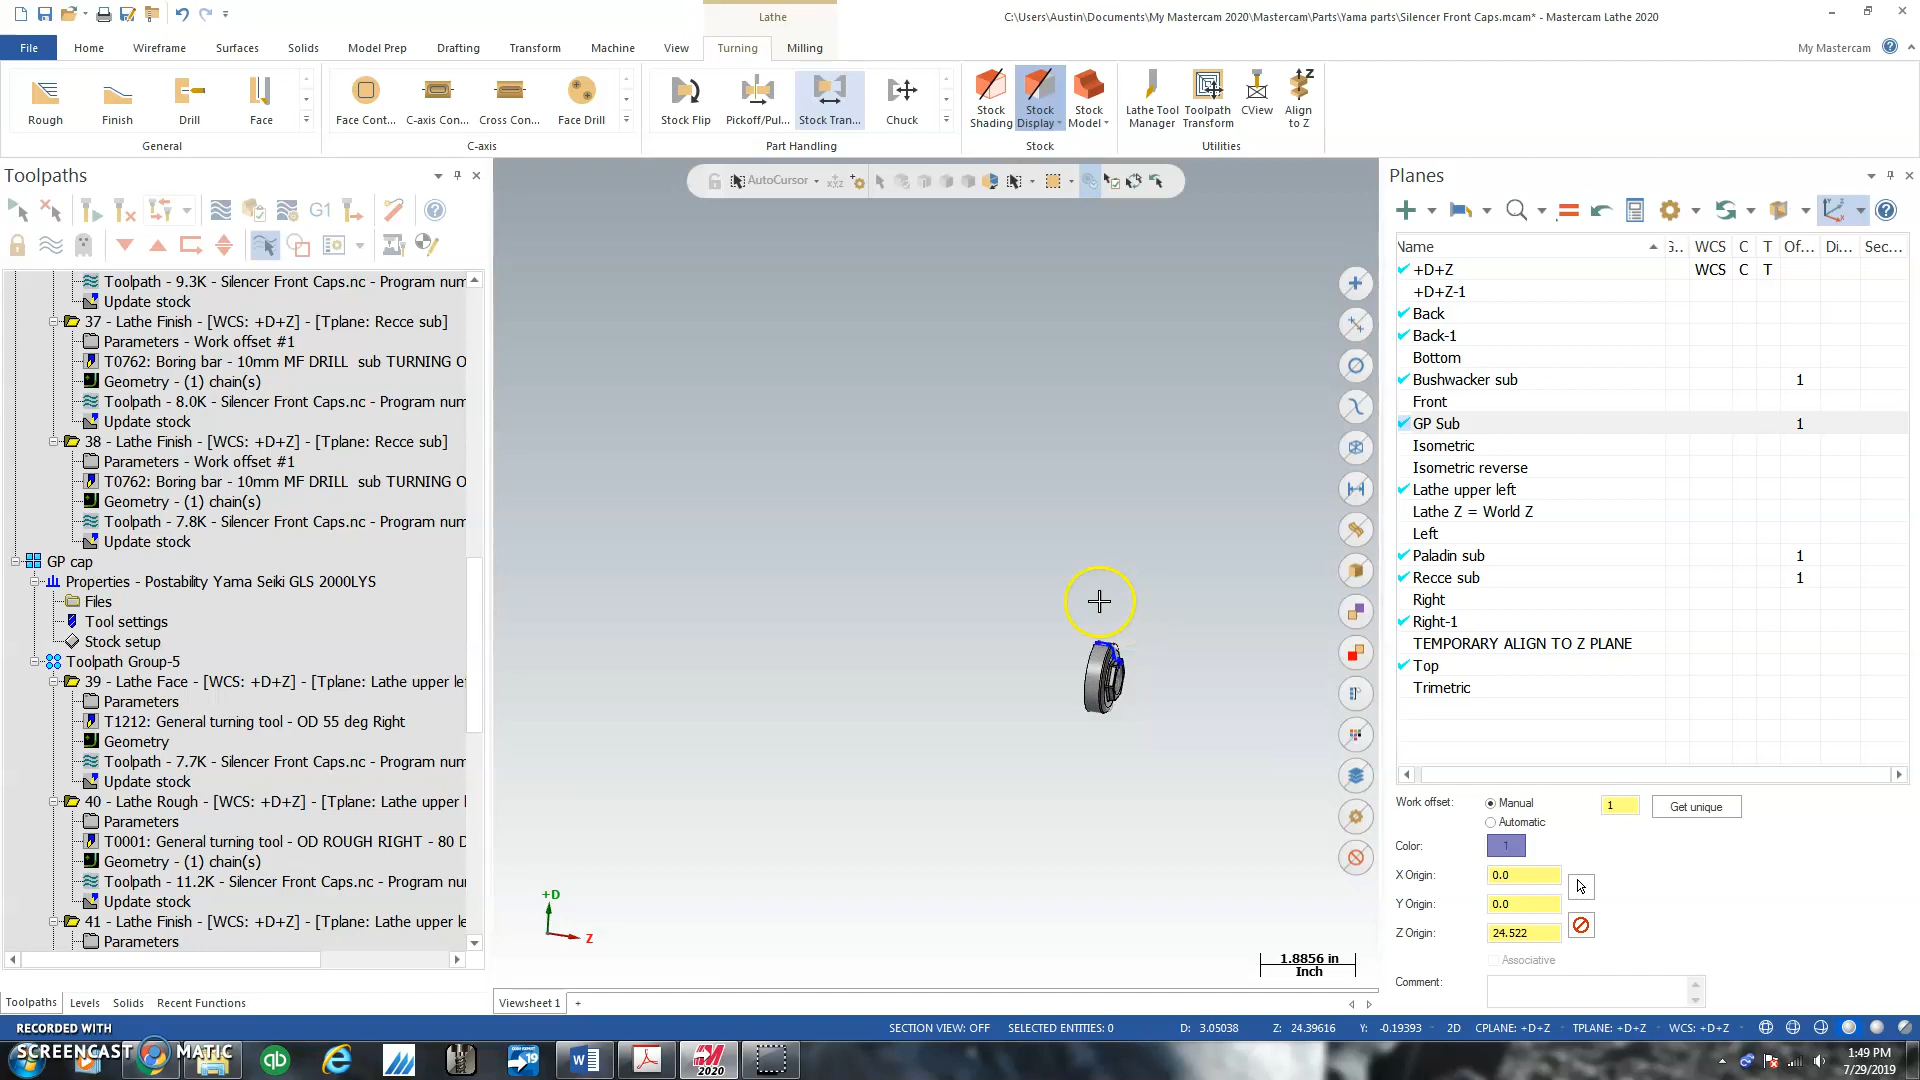 Lathe
C:\Users\Austin\Documents\My Mastercam 2020\Mastercam\Parts\Yama parts\Silencer Front Caps.mcam* - Mastercam Lathe 2020
File Home Wireframe Surfaces Solids Model Prep Drafting Transform Machine View Turning Milling My Mastercam
Rough Finish Drill Face Face Cont... C-axis Con... Cross Con... Face Drill Stock Flip Pickoff/Pul... Stock Tran... Chuck
Stock Shading Stock Display Stock Model Lathe Tool Manager Toolpath Transform CView Align to Z
General C-axis Part Handling Stock Utilities
Toolpaths
AutoCursor
Planes
G1
Toolpath - 9.3K - Silencer Front Caps.nc - Program num
Update stock
37 - Lathe Finish - [WCS: +D+Z] - [Tplane: Recce sub]
Parameters - Work offset #1
T0762: Boring bar - 10mm MF DRILL sub TURNING O
Geometry - (1) chain(s)
Toolpath - 8.0K - Silencer Front Caps.nc - Program num
Update stock
38 - Lathe Finish - [WCS: +D+Z] - [Tplane: Recce sub]
Parameters - Work offset #1
T0762: Boring bar - 10mm MF DRILL sub TURNING O
Geometry - (1) chain(s)
Toolpath - 7.8K - Silencer Front Caps.nc - Program num
Update stock
GP cap
Properties - Postability Yama Seiki GLS 2000LYS
Files
Tool settings
Stock setup
Toolpath Group-5
39 - Lathe Face - [WCS: +D+Z] - [Tplane: Lathe upper le
Parameters
T1212: General turning tool - OD 55 deg Right
Geometry
Toolpath - 7.7K - Silencer Front Caps.nc - Program num
Update stock
40 - Lathe Rough - [WCS: +D+Z] - [Tplane: Lathe upper l
Parameters
T0001: General turning tool - OD ROUGH RIGHT - 80 D
Geometry - (1) chain(s)
Toolpath - 11.2K - Silencer Front Caps.nc - Program nu
Update stock
41 - Lathe Finish - [WCS: +D+Z] - [Tplane: Lathe upper le
Parameters
Toolpaths Levels Solids Recent Functions
+D
Z
1.8856 in
Inch
Viewsheet 1 +
Name WCS C T Of... Di... Sec...
+D+Z WCS C T
+D+Z-1
Back
Back-1
Bottom
Bushwacker sub 1
Front
GP Sub 1
Isometric
Isometric reverse
Lathe upper left
Lathe Z = World Z
Left
Paladin sub 1
Recce sub 1
Right
Right-1
TEMPORARY ALIGN TO Z PLANE
Top
Trimetric
Work offset: Manual 1 Get unique
Automatic
Color: 1
X Origin: 0.0
Y Origin: 0.0
Z Origin: 24.522
Associative
Comment:
RECORDED WITH
SCREENCAST MATIC
SECTION VIEW: OFF SELECTED ENTITIES: 0 D: 3.05038 Z: 24.39616 Y: -0.19393 2D CPLANE: +D+Z TPLANE: +D+Z WCS: +D+Z
qb
19
W
2020
1:49 PM
7/29/2019